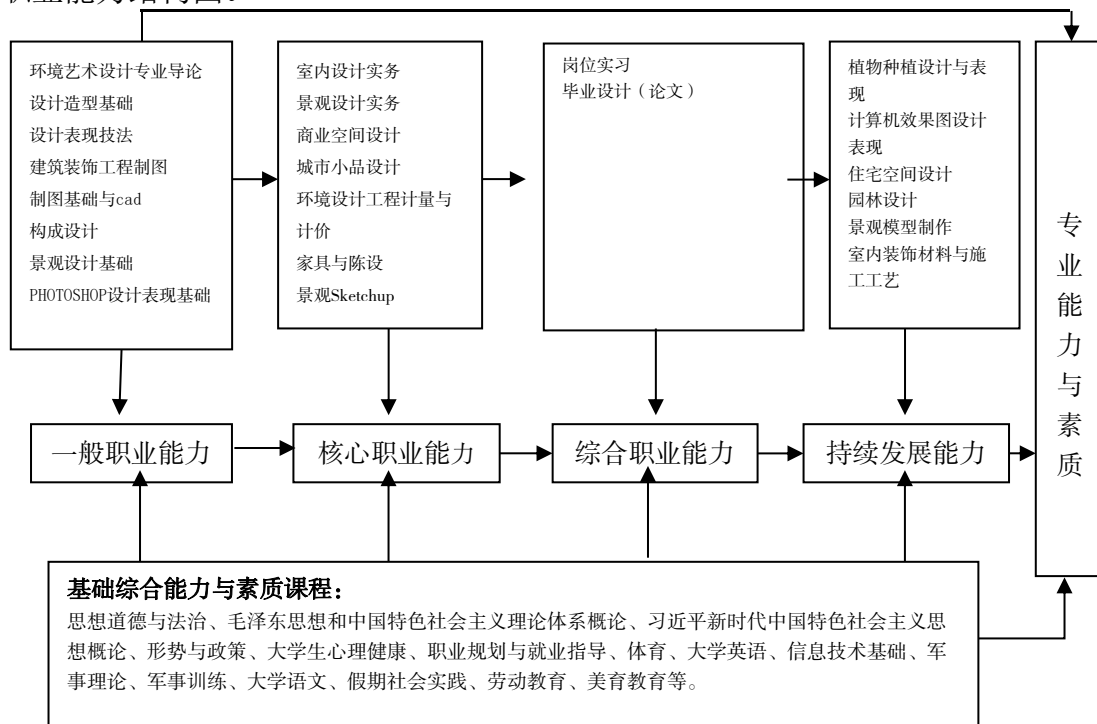 环境艺术设计专业导论
设计造型基础
设计表现技法
建筑装饰工程制图
制图基础与cad
构成设计
景观设计基础
PHOTOSHOP设计表现基础
室内设计实务
景观设计实务
商业空间设计
城市小品设计
环境设计工程计量与
计价
家具与陈设
景观Sketchup
岗位实习
毕业设计（论文）
植物种植设计与表
现
计算机效果图设计
表现
住宅空间设计
园林设计
景观模型制作
室内装饰材料与施
工工艺
专
业
能
力
与
素
质
一般职业能力
核心职业能力
综合职业能力
持续发展能力
基础综合能力与素质课程：
思想道德与法治、毛泽东思想和中国特色社会主义理论体系概论、习近平新时代中国特色社会主义思
想概论、形势与政策、大学生心理健康、职业规划与就业指导、体育、大学英语、信息技术基础、军
事理论、军事训练、大学语文、假期社会实践、劳动教育、美育教育等。